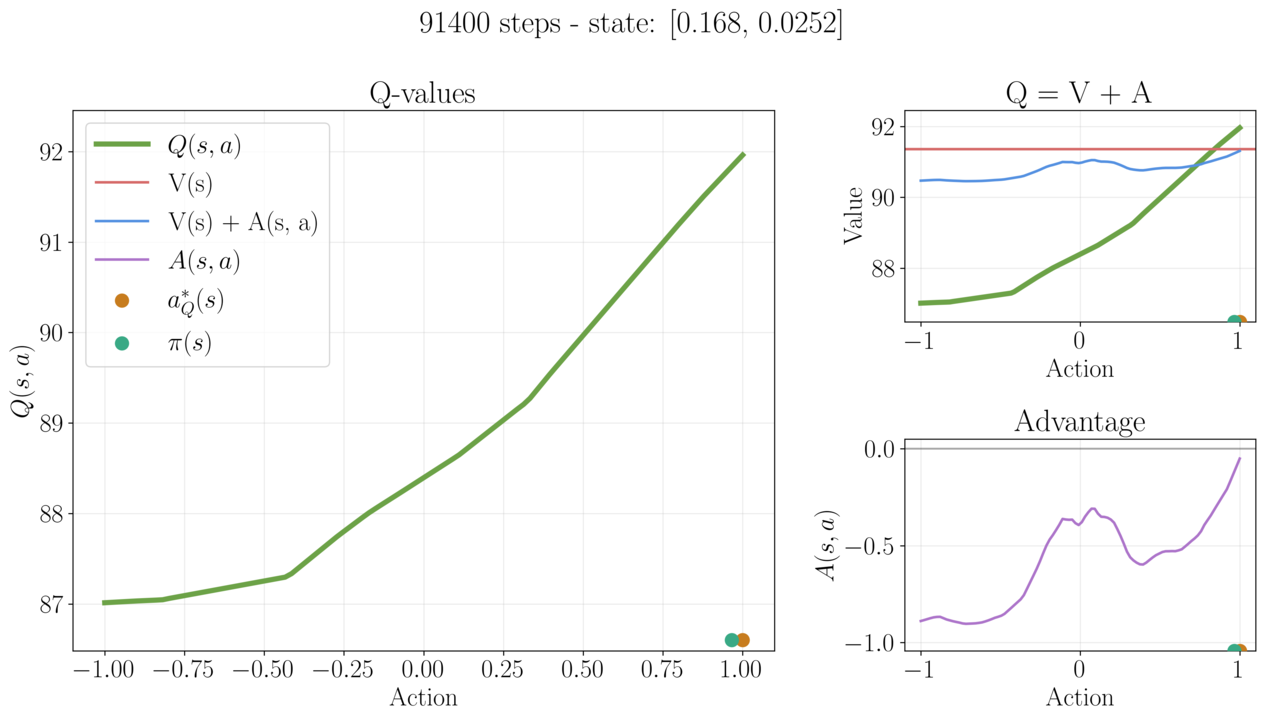 91400 steps - state: [0.168, 0.0252]
Q-values
Q(s, a)
V(s)
V(s) + A(s, a)
A(s, a)
a*Q(s)
π(s)
Q(s, a)
92
91
90
89
88
87
−1.00 −0.75 −0.50 −0.25 0.00 0.25 0.50 0.75 1.00
Action
Q = V + A
Value
92
90
88
−1 0 1
Action
Advantage
A(s, a)
0.0
−0.5
−1.0
−1 0 1
Action